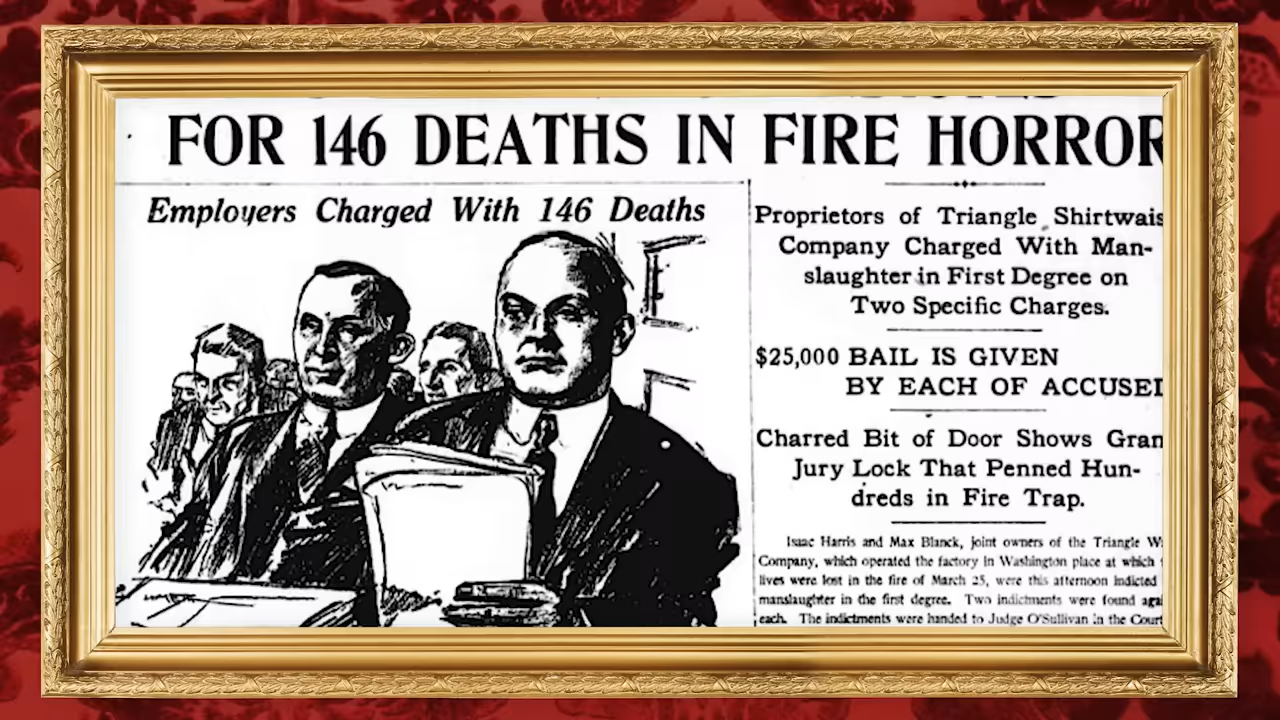 FOR 146 DEATHS IN FIRE HORROR
Employers Charged With 146 Deaths
Proprietors of Triangle Shirtwais
Company Charged With Man-
slaughter in First Degree on
Two Specific Charges.
$25,000 BAIL IS GIVEN
BY EACH OF ACCUSED
Charred Bit of Door Shows Gran
Jury Lock That Penned Hun-
dreds in Fire Trap.
Isaac Harris and Max Blanck, joint owners of the Triangle W
Company, which operated the factory in Washington place at which
lives were lost in the fire of March 25, were this afternoon indicted
manslaughter in the first degree. Two indictments were found aga
each. The indictments were handed to Judge O'Sullivan in the Court